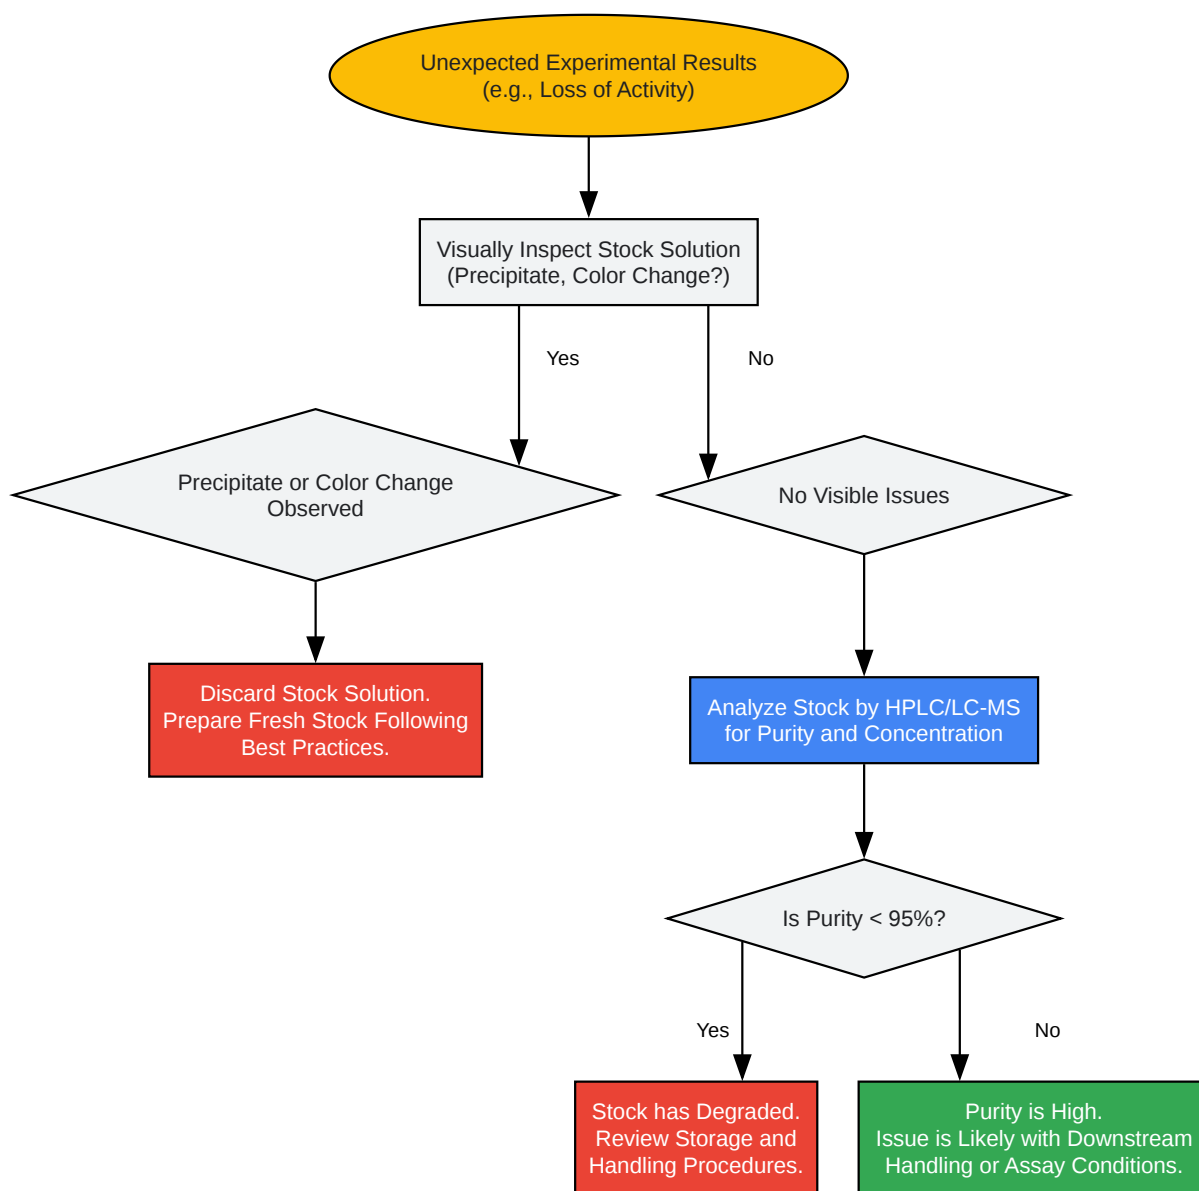 Unexpected Experimental Results
(e.g., Loss of Activity)
Visually Inspect Stock Solution
(Precipitate, Color Change?)
Yes
No
Precipitate or Color Change
Observed
No Visible Issues
Discard Stock Solution.
Prepare Fresh Stock Following
Best Practices.
Analyze Stock by HPLC/LC-MS
for Purity and Concentration
Is Purity < 95%?
Yes
No
Stock has Degraded.
Review Storage and
Handling Procedures.
Purity is High.
Issue is Likely with Downstream
Handling or Assay Conditions.